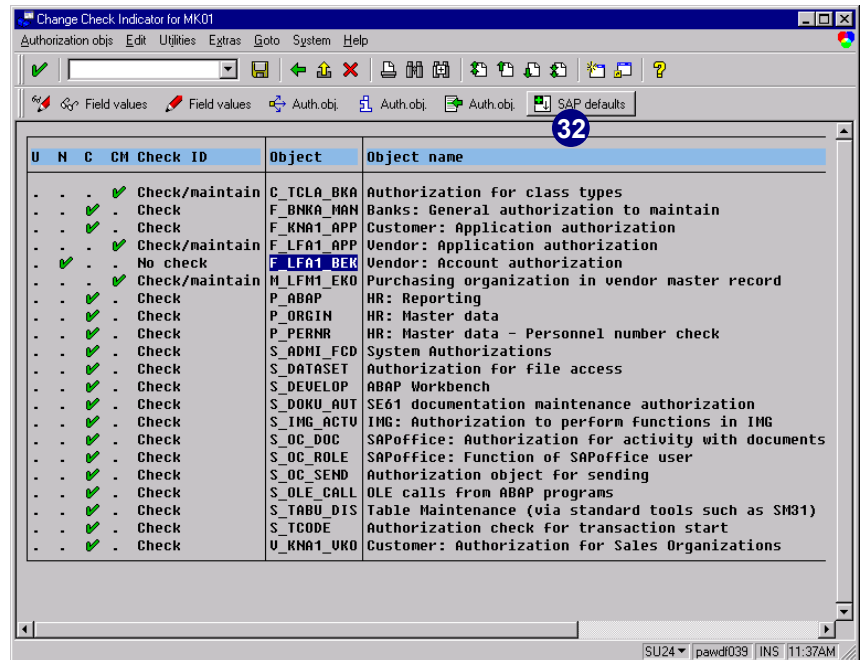 Change Check Indicator for MK01
Authorization objs Edit Utilities Extras Goto System Help
Field values Field values Auth.obj. Auth.obj. Auth.obj. SAP defaults
32
U N C CM Check ID Object Object name
. . . Check/maintain C_TCLA_BKA Authorization for class types
. . . Check F_BNKA_MAN Banks: General authorization to maintain
. . . Check F_KNA1_APP Customer: Application authorization
. . . Check/maintain F_LFA1_APP Vendor: Application authorization
. . . No check F_LFA1_BEK Vendor: Account authorization
. . . Check/maintain M_LFM1_EKO Purchasing organization in vendor master record
. . . Check P_ABAP HR: Reporting
. . . Check P_ORGIN HR: Master data
. . . Check P_PERNR HR: Master data - Personnel number check
. . . Check S_ADMI_FCD System Authorizations
. . . Check S_DATASET Authorization for file access
. . . Check S_DEVELOP ABAP Workbench
. . . Check S_DOKU_AUT SE61 documentation maintenance authorization
. . . Check S_IMG_ACTV IMG: Authorization to perform functions in IMG
. . . Check S_OC_DOC SAPoffice: Authorization for activity with documents
. . . Check S_OC_ROLE SAPoffice: Function of SAPoffice user
. . . Check S_OC_SEND Authorization object for sending
. . . Check S_OLE_CALL OLE calls from ABAP programs
. . . Check S_TABU_DIS Table Maintenance (via standard tools such as SM31)
. . . Check S_TCODE Authorization check for transaction start
. . . Check V_KNA1_VKO Customer: Authorization for Sales Organizations
SU24 pawdf039 INS 11:37AM